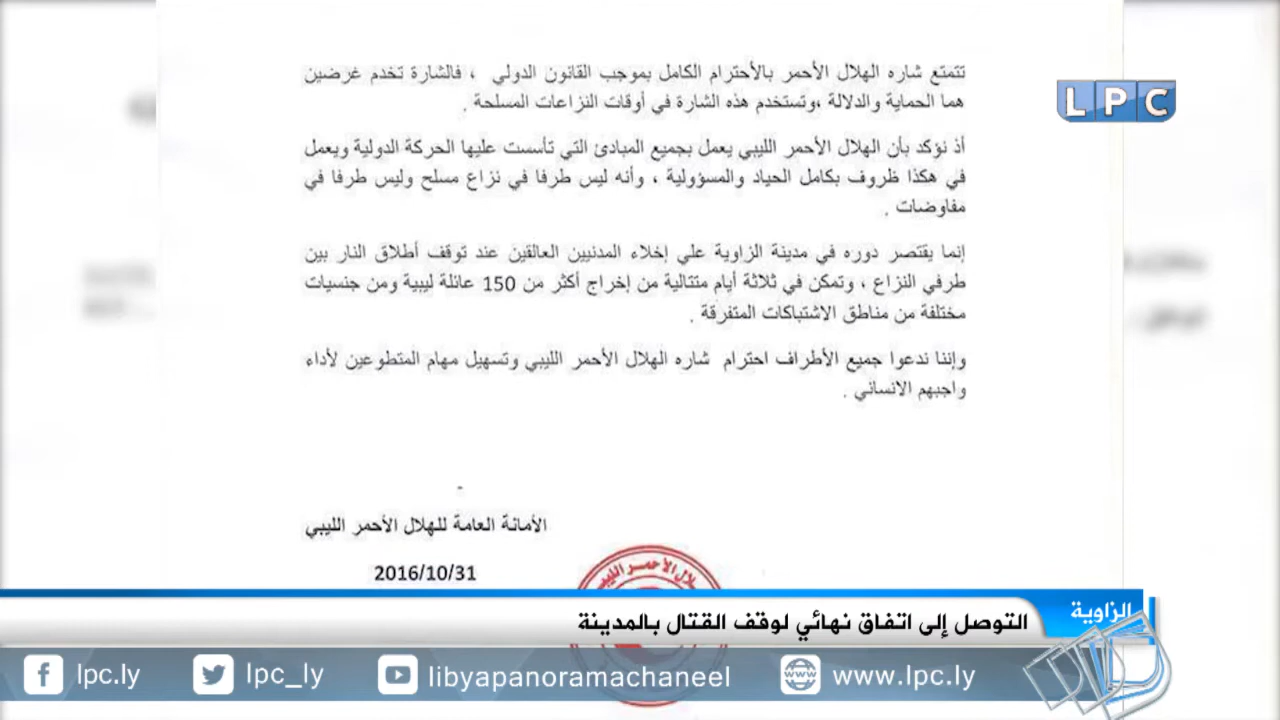 تتمتع شاره الهلال الأحمر بالأحترام الكامل بموجب القانون الدولي ، فالشارة تخدم غرضين
هما الحماية والدلالة ،وتستخدم هذه الشارة في أوقات النزاعات المسلحة .
LPC
أذ نؤكد بأن الهلال الأحمر الليبي يعمل بجميع المبادئ التي تأسست عليها الحركة الدولية ويعمل
في هكذا ظروف بكامل الحياد والمسؤولية ، وأنه ليس طرفا في نزاع مسلح وليس طرفا في
مفاوضات .
إنما يقتصر دوره في مدينة الزاوية علي إخلاء المدنيين العالقين عند توقف أطلاق النار بين
طرفي النزاع ، وتمكن في ثلاثة أيام متتالية من إخراج أكثر من 150 عائلة ليبية ومن جنسيات
مختلفة من مناطق الاشتباكات المتفرقة .
وإننا ندعوا جميع الأطراف احترام شاره الهلال الأحمر الليبي وتسهيل مهام المتطوعين لأداء
واجبهم الانساني .
الأمانة العامة للهلال الأحمر الليبي
2016/10/31
الزاوية
التوصل إلى اتفاق نهائي لوقف القتال بالمدينة
lpc.ly
lpc_ly
libyapanoramachaneel
www.lpc.ly